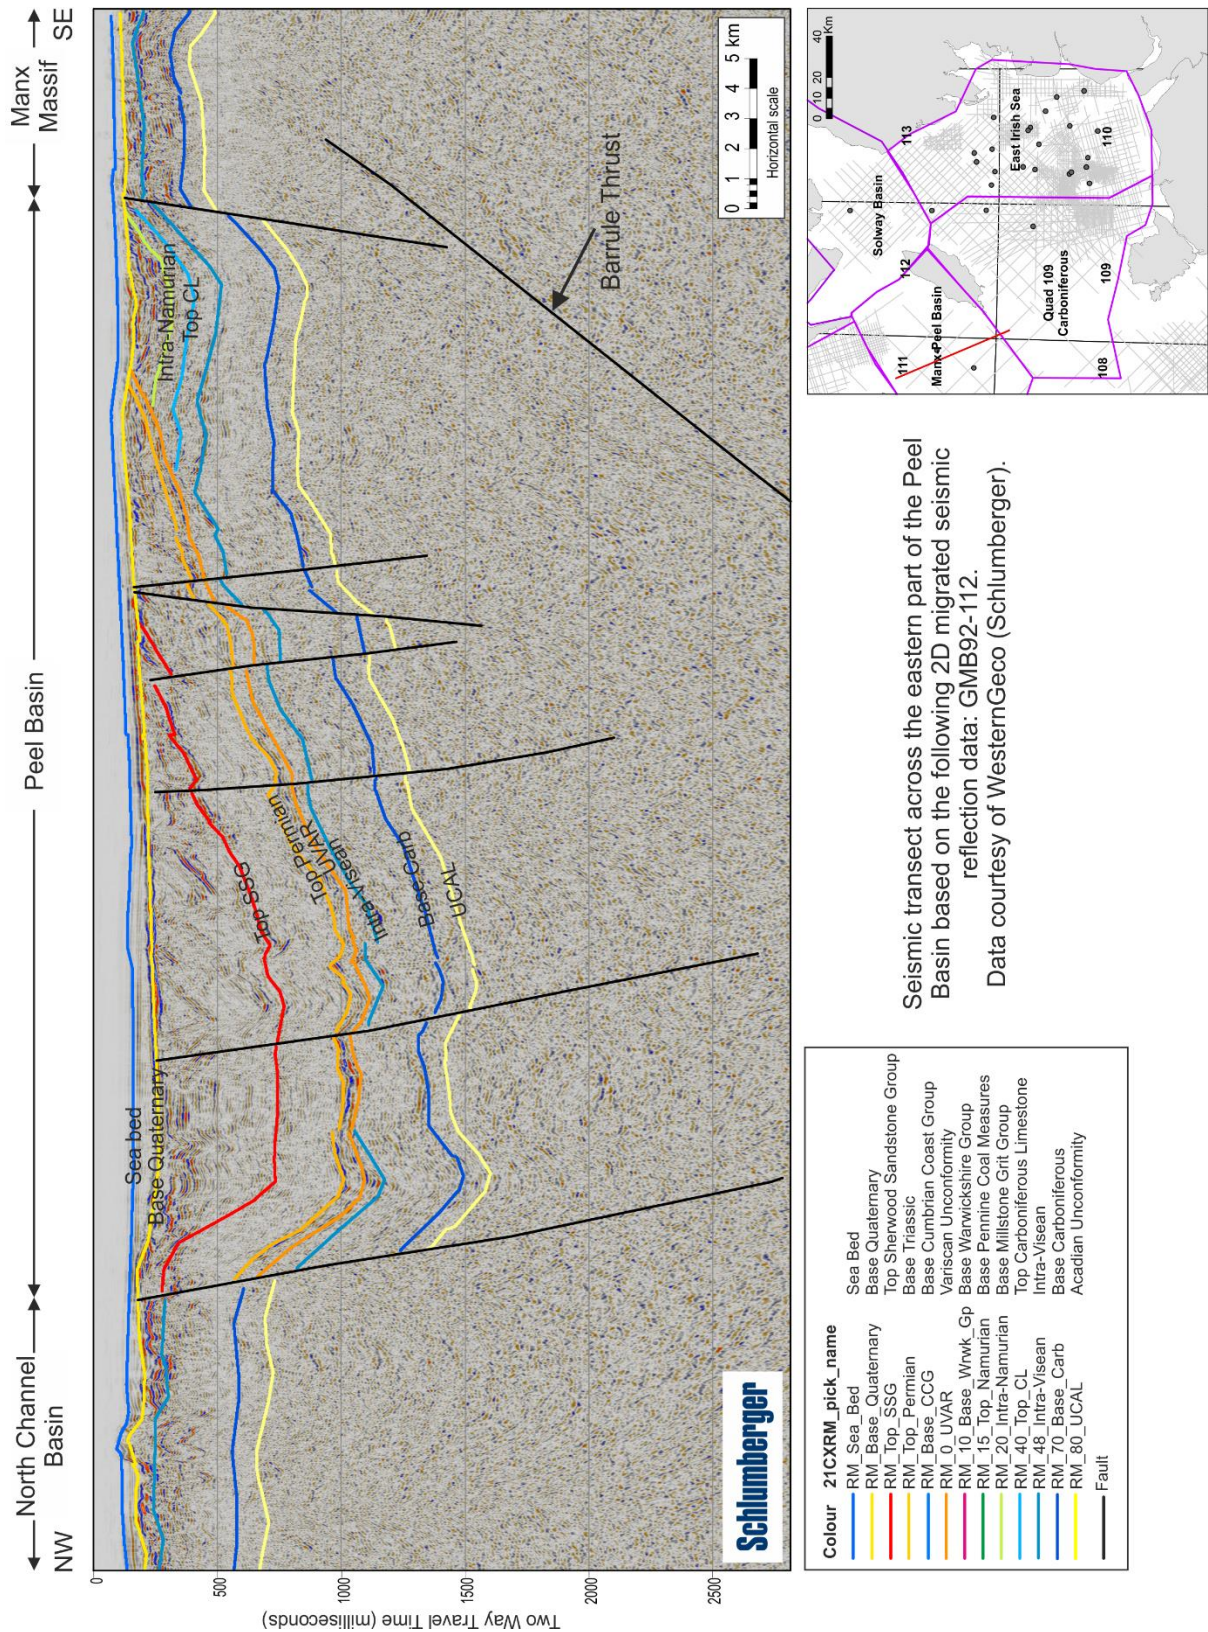 North Channel
Basin
Peel Basin
Manx
Massif
NW
SE
Two Way Travel Time (milliseconds)
0
500
1000
1500
2000
2500
Sea bed
Base Quaternary
Top SSG
Top Permian
UVAR
Intra-Visean
Base Carb
UCAL
Intra-Namurian
Top CL
Barrule Thrust
Schlumberger
0 1 2 3 4 5 km
Horizontal scale
Colour 21CXRM_pick_name
RM_Sea_Bed Sea Bed
RM_Base_Quaternary Base Quaternary
RM_Top_SSG Top Sherwood Sandstone Group
RM_Top_Permian Base Triassic
RM_Base_CCG Base Cumbrian Coast Group
RM_0_UVAR Variscan Unconformity
RM_10_Base_Wrwk_Gp Base Warwickshire Group
RM_15_Top_Namurian Base Pennine Coal Measures
RM_20_Intra-Namurian Base Millstone Grit Group
RM_40_Top_CL Top Carboniferous Limestone
RM_48_Intra-Visean Intra-Visean
RM_70_Base_Carb Base Carboniferous
RM_80_UCAL Acadian Unconformity
Fault
Seismic transect across the eastern part of the Peel
Basin based on the following 2D migrated seismic
reflection data: GMB92-112.
Data courtesy of WesternGeco (Schlumberger).
0 10 20 40
Km
Solway Basin
113
112
111
Manx-Peel Basin
East Irish Sea
Quad 109
Carboniferous
108
109
110